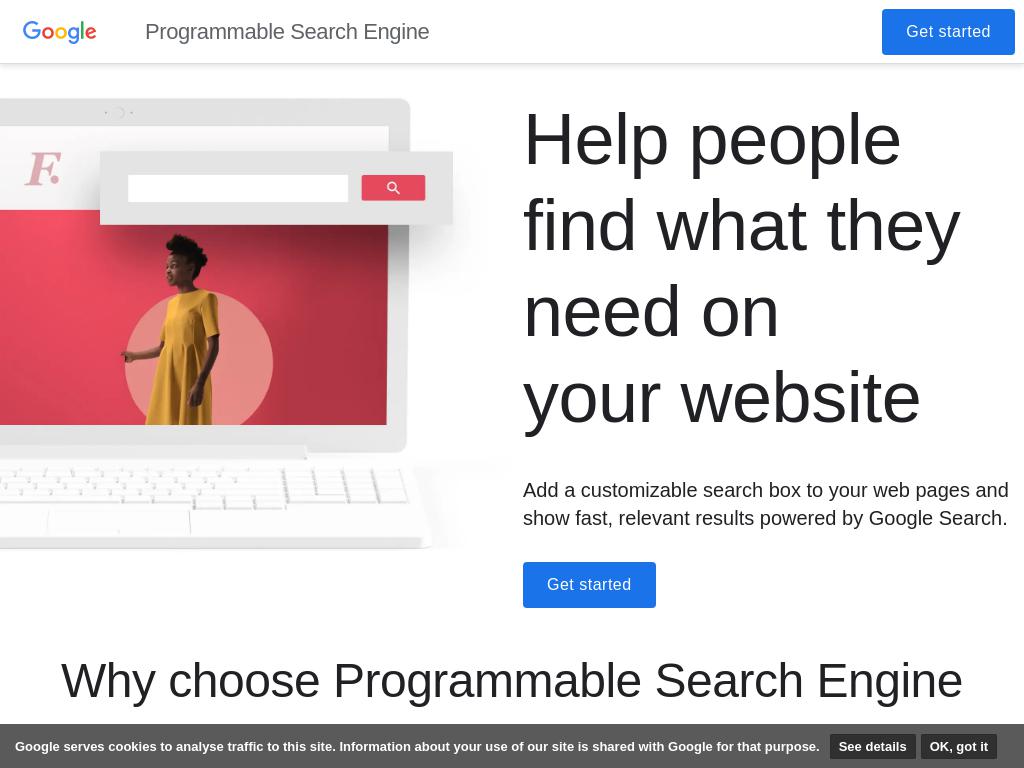 Google Programmable Search Engine Get started
F.
Help people
find what they
need on
your website
Add a customizable search box to your web pages and
show fast, relevant results powered by Google Search.
Get started
Why choose Programmable Search Engine
Google serves cookies to analyse traffic to this site. Information about your use of our site is shared with Google for that purpose. See details OK, got it